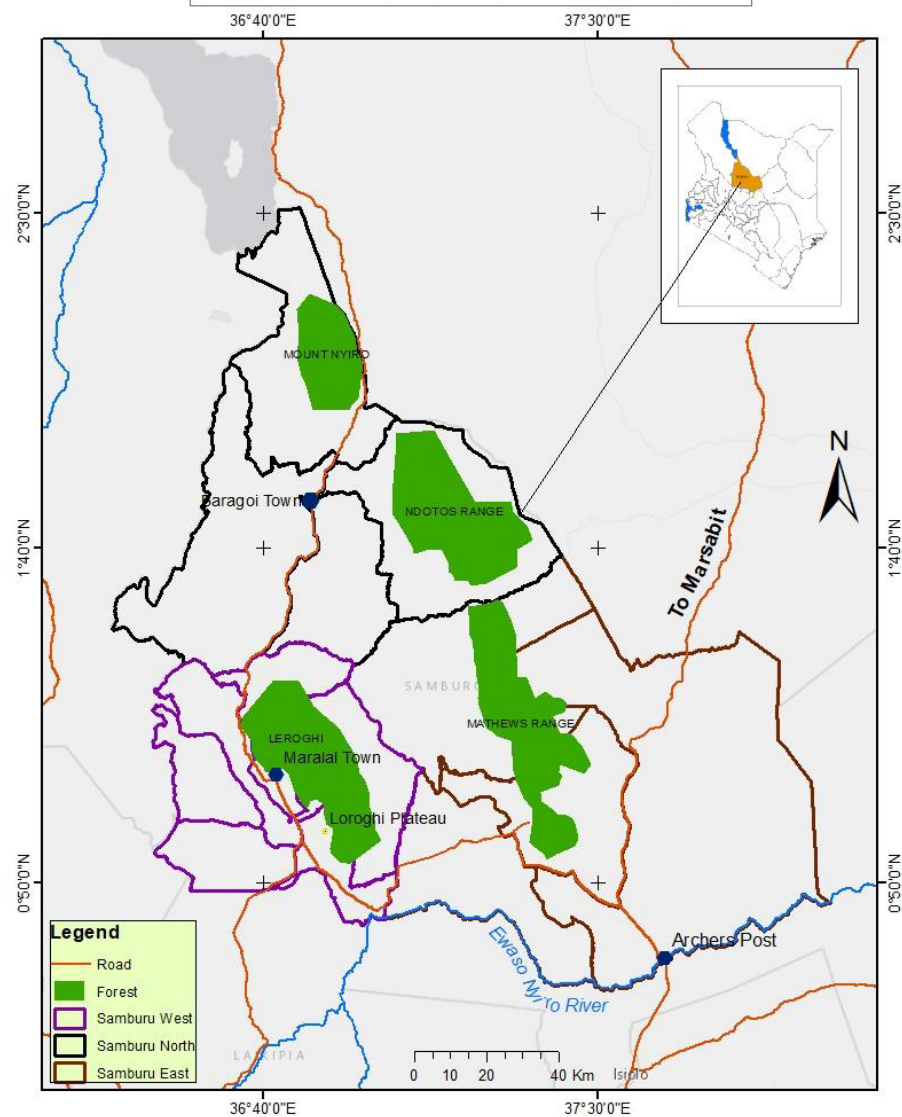 36°40'0"E 37°30'0"E
N
2°30'0"N 2°30'0"N
MOUNT NYIRO
Baragoi Town
NDOTOS RANGE
1°40'0"N 1°40'0"N
To Marsabit
SAMBURU
MATHEWS RANGE
LEROGHI
Maralal Town
Loroghi Plateau
0°50'0"N 0°50'0"N
Archers Post
Ewaso Nyi'ro River
Legend
Road
Forest
Samburu West
Samburu North
Samburu East
LAIKIPIA
0 10 20 40 Km
Isiolo
36°40'0"E 37°30'0"E